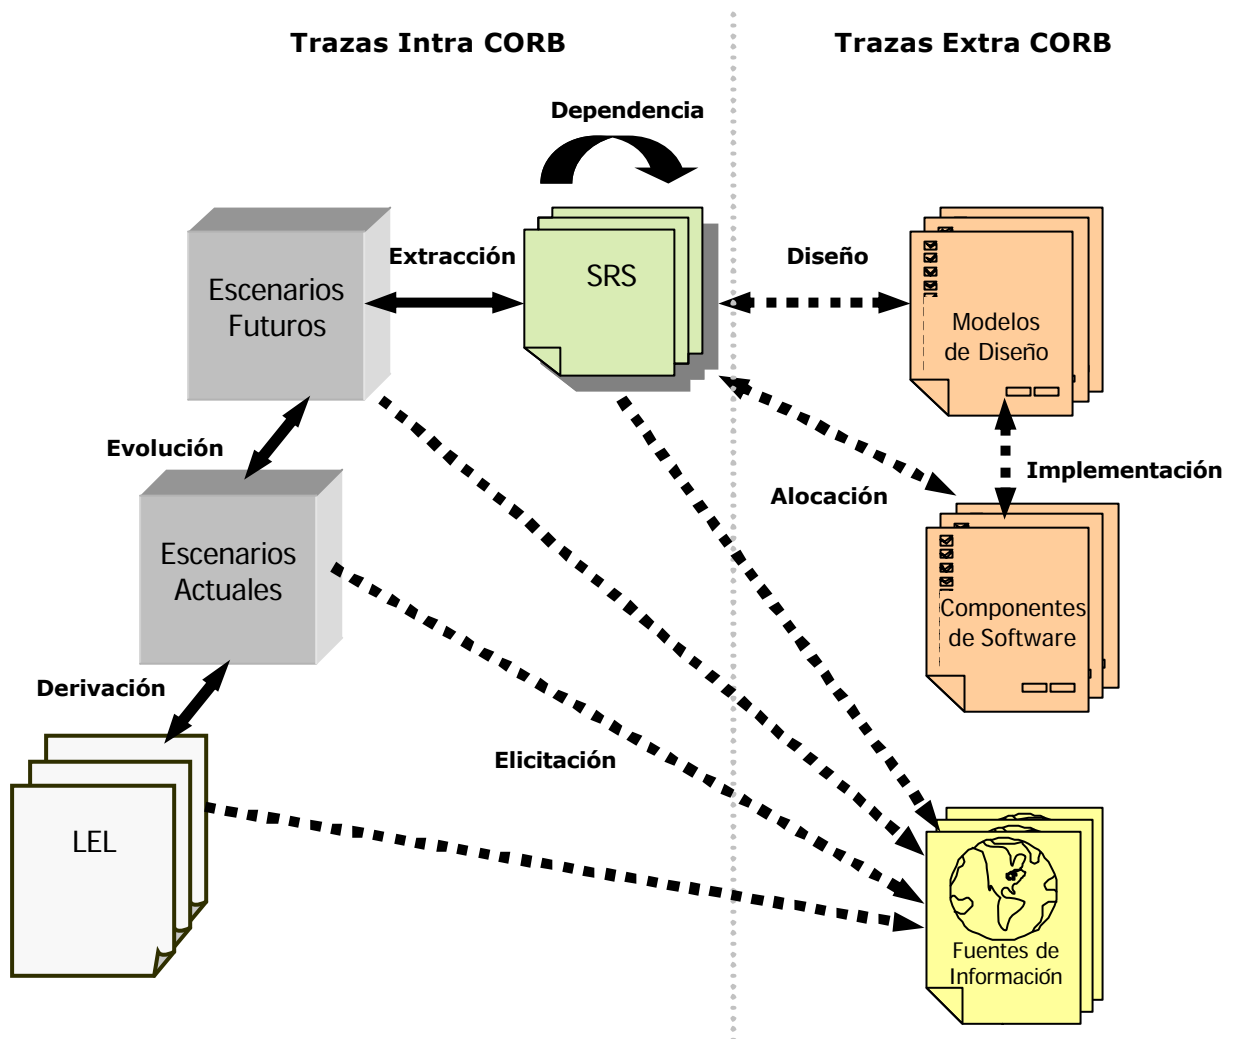 Trazas Intra CORB
Trazas Extra CORB
Dependencia
Extracción
Diseño
SRS
Escenarios
Futuros
Modelos
de Diseño
Evolución
Alocación
Implementación
Escenarios
Actuales
Componentes
de Software
Derivación
Elicitación
LEL
Fuentes de
Información